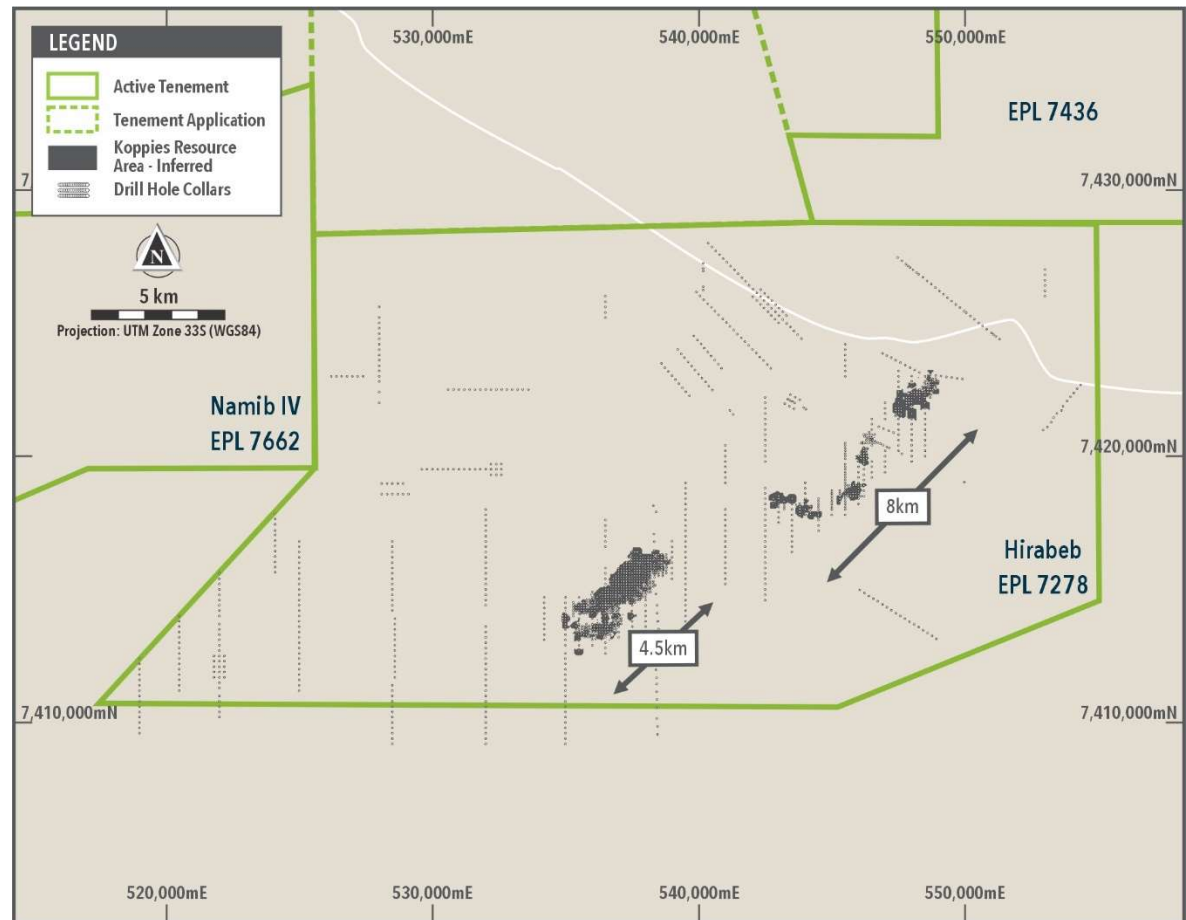 LEGEND
Active Tenement
Tenement Application
Koppies Resource
Area - Inferred
Drill Hole Collars
N
5 km
Projection: UTM Zone 33S (WGS84)
530,000mE
540,000mE
550,000mE
EPL 7436
7,430,000mN
Namib IV
EPL 7662
7,420,000mN
8km
Hirabeb
EPL 7278
4.5km
7,410,000mN
7,410,000mN
520,000mE
530,000mE
540,000mE
550,000mE